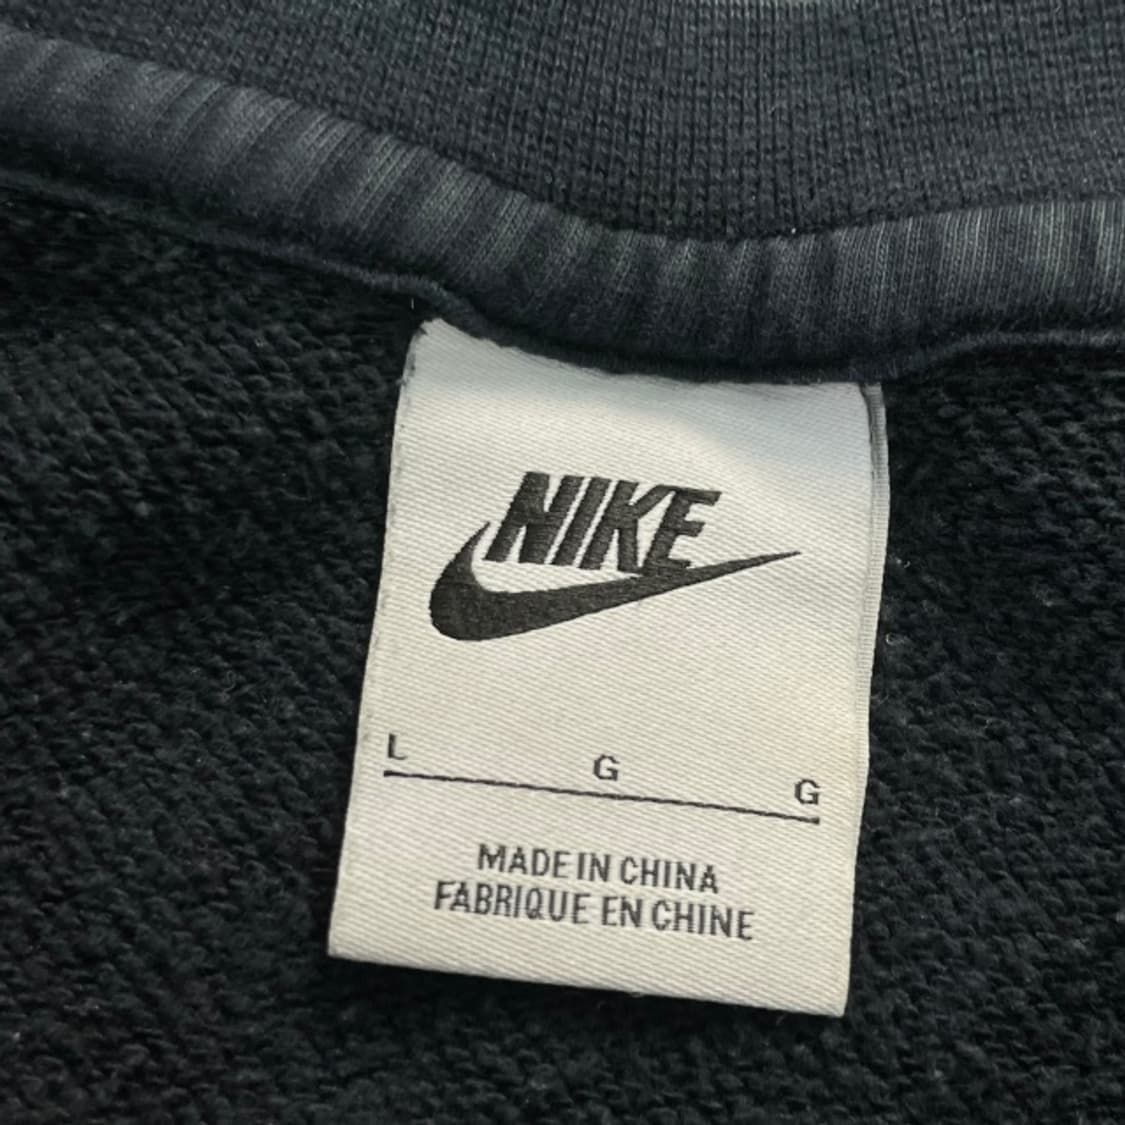 NIKE
L G G
MADE IN CHINA
FABRIQUE EN CHINE